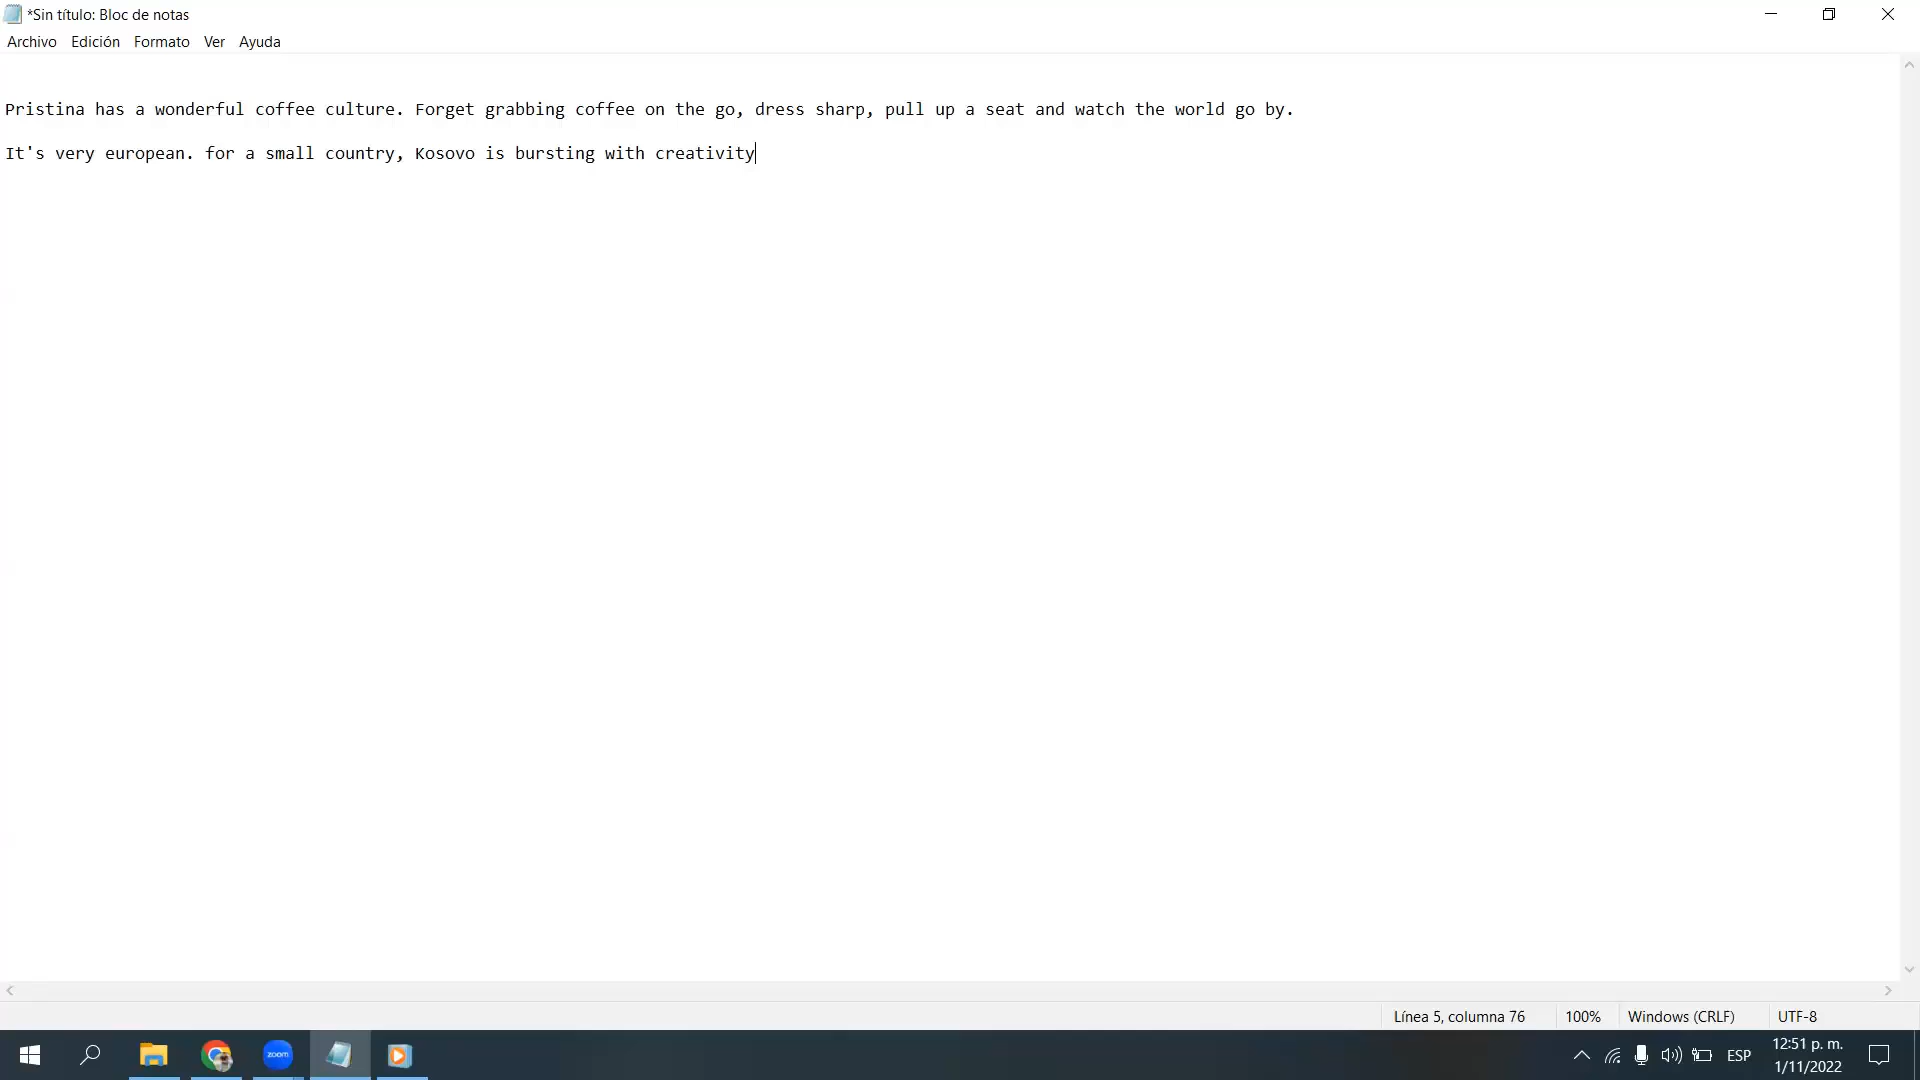 *Sin título: Bloc de notas
Archivo Edición Formato Ver Ayuda
Pristina has a wonderful coffee culture. Forget grabbing coffee on the go, dress sharp, pull up a seat and watch the world go by.
It's very european. for a small country, Kosovo is bursting with creativity
Línea 5, columna 76 100% Windows (CRLF) UTF-8
zoom
ESP
12:51 p. m.
1/11/2022